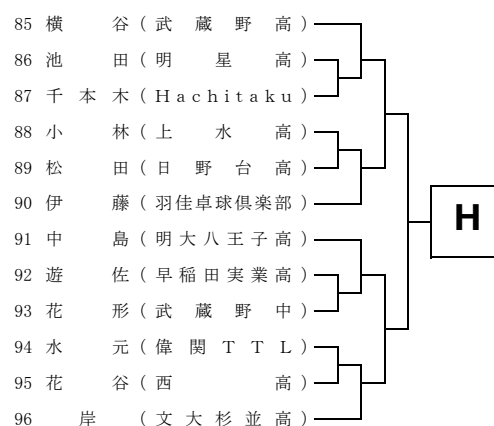 85 横谷(武蔵野高)
86 池田(明星高)
87 千本木(Hachitaku)
88 小林(上水高)
89 松田(日野台高)
90 伊藤(羽佳卓球倶楽部)
91 中島(明大八王子高)
92 遊佐(早稲田実業高)
93 花形(武蔵野中)
94 水元(偉関TTL)
95 花谷(西高)
96 岸(文大杉並高)
H